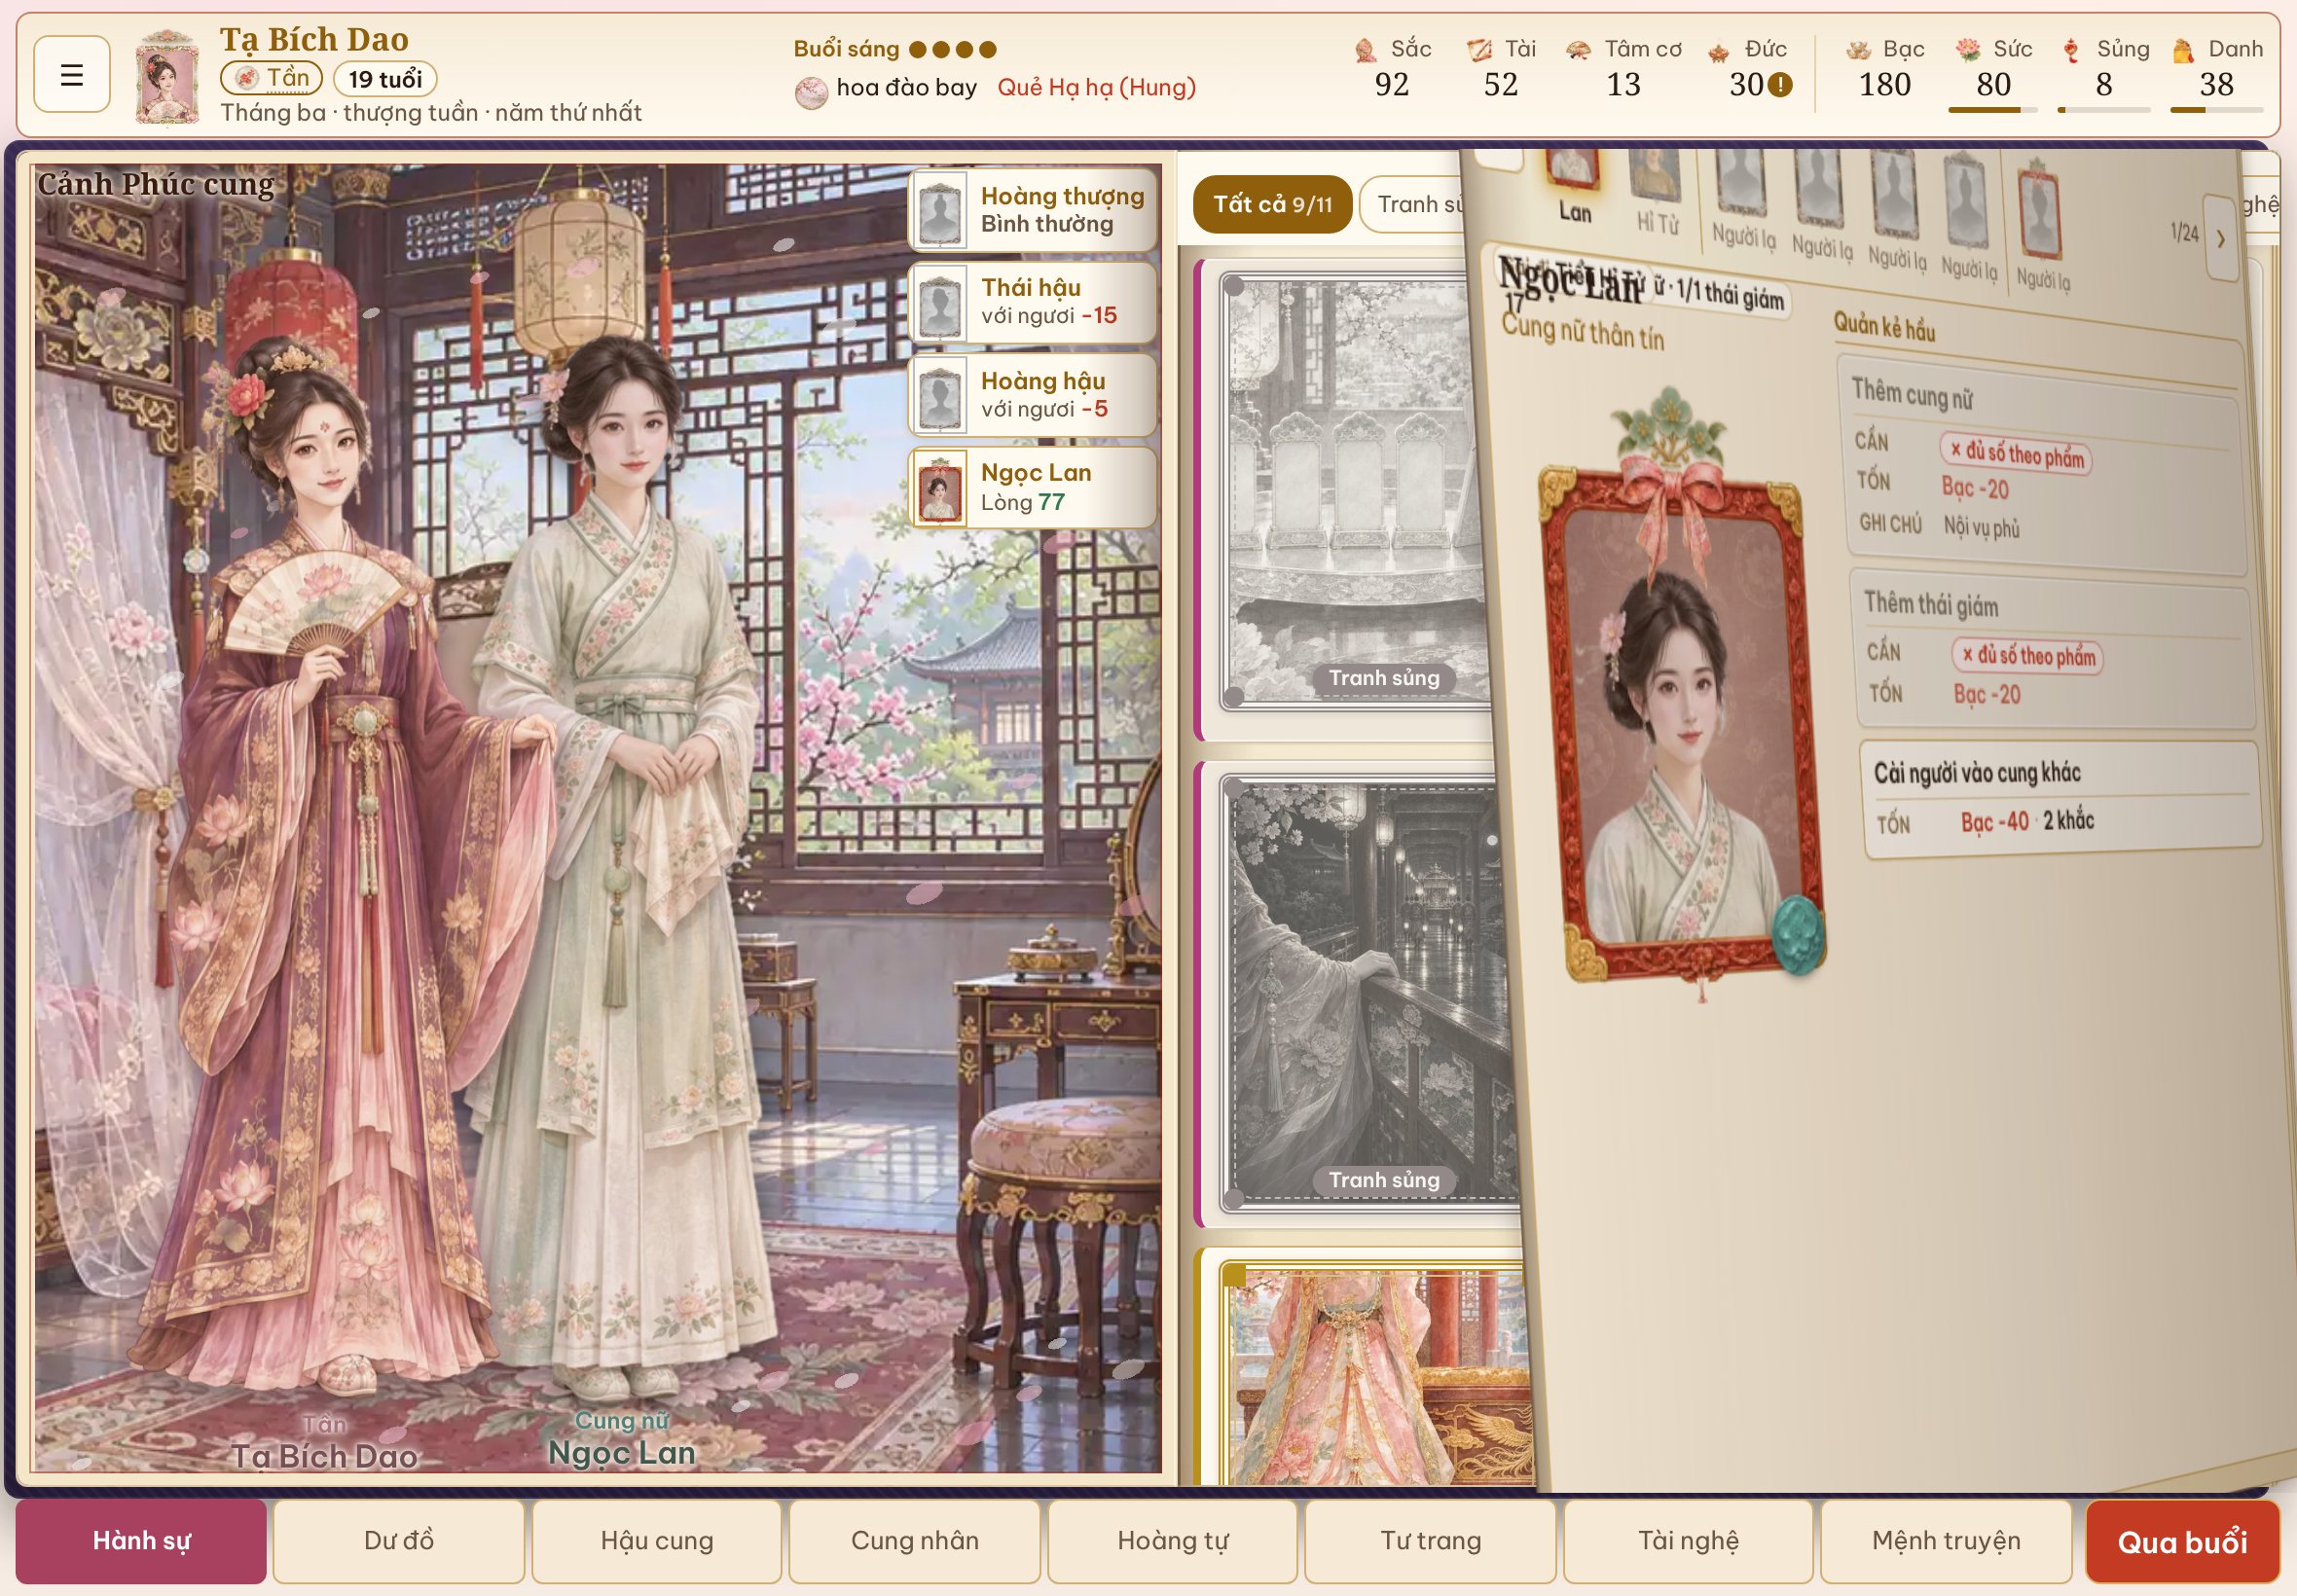 ☰
Tạ Bích Dao
Tần
19 tuổi
Tháng ba · thượng tuần · năm thứ nhất
Buổi sáng
hoa đào bay
Quẻ Hạ hạ (Hung)
Sắc
92
Tài
52
Tâm cơ
13
Đức
30 !
Bạc
180
Sức
80
Sủng
8
Danh
38
Cảnh Phúc cung
Hoàng thượng
Bình thường
Thái hậu
với ngươi -15
Hoàng hậu
với ngươi -5
Ngọc Lan
Lòng 77
Tần
Tạ Bích Dao
Cung nữ
Ngọc Lan
Tất cả 9/11
Tranh
Tranh sủng
Tranh sủng
Lan
Hỉ Tử
Người lạ
Người lạ
Người lạ
Người lạ
Người lạ
1/24 ›
Ngọc Lan
· 1/1 thái giám
17
Cung nữ thân tín
Quản kẻ hầu
Thêm cung nữ
CẦN × đủ số theo phẩm
TỐN Bạc -20
GHI CHÚ Nội vụ phủ
Thêm thái giám
CẦN × đủ số theo phẩm
TỐN Bạc -20
Cài người vào cung khác
TỐN Bạc -40 · 2 khắc
Hành sự
Dư đồ
Hậu cung
Cung nhân
Hoàng tự
Tư trang
Tài nghệ
Mệnh truyện
Qua buổi